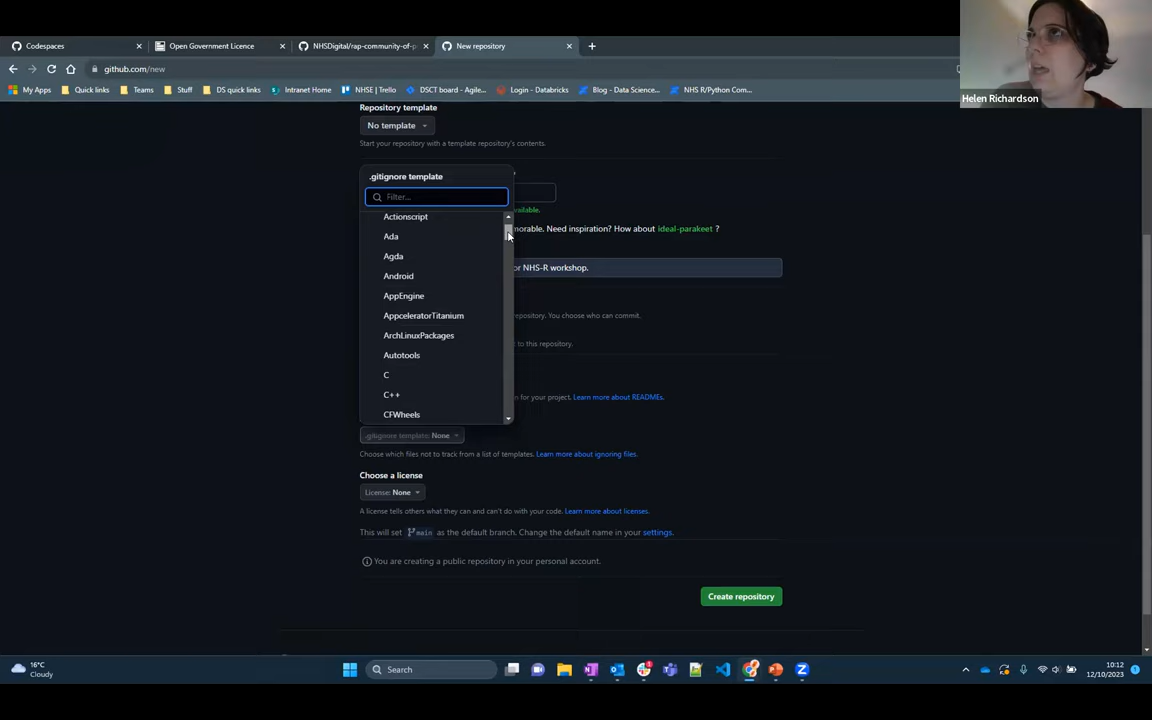 Codespaces
Open Government Licence
NHSDigital/rap-community-of-p
New repository
github.com/new
My Apps
Quick links
Teams
Stuff
DS quick links
Intranet Home
NHSE | Trello
DSCT board - Agile...
Login - Databricks
Blog - Data Science...
NHS R/Python Com...
Helen Richardson
Repository template
No template
Start your repository with a template repository's contents.
.gitignore template
Filter...
Actionscript
Ada
Agda
Android
AppEngine
AppceleratorTitanium
ArchLinuxPackages
Autotools
C
C++
CFWheels
vailable.
morable. Need inspiration? How about ideal-parakeet ?
or NHS-R workshop.
repository. You choose who can commit.
t to this repository.
n for your project. Learn more about READMEs.
.gitignore template: None
Choose which files not to track from a list of templates. Learn more about ignoring files.
Choose a license
License: None
A license tells others what they can and can't do with your code. Learn more about licenses.
This will set main as the default branch. Change the default name in your settings.
You are creating a public repository in your personal account.
Create repository
16°C
Cloudy
Search
10:12
12/10/2023